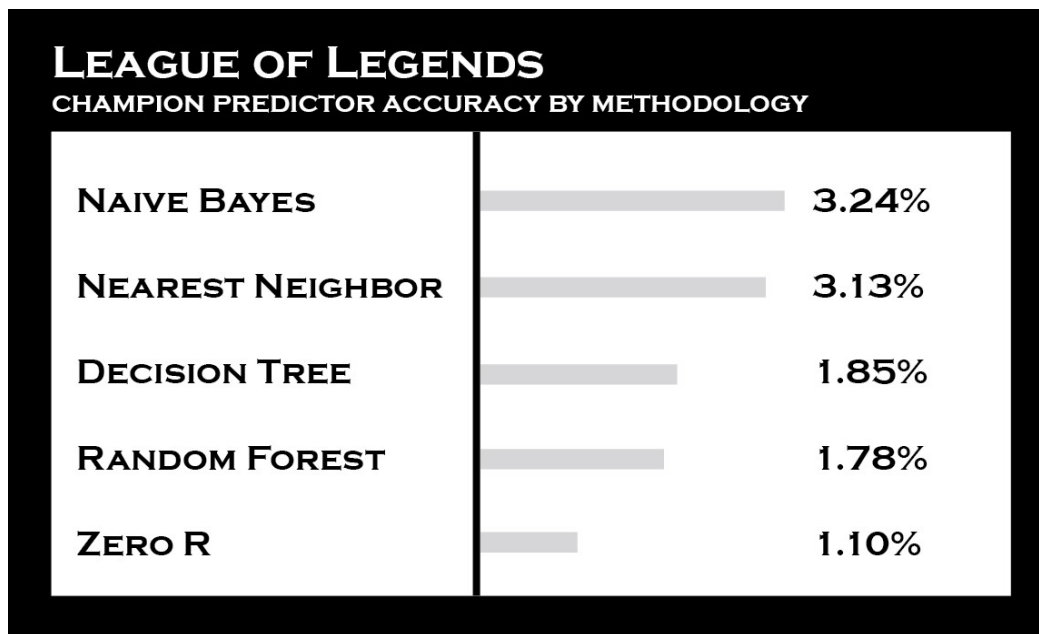 League of Legends
champion predictor accuracy by methodology
Naive Bayes 3.24%
Nearest Neighbor 3.13%
Decision Tree 1.85%
Random Forest 1.78%
Zero R 1.10%